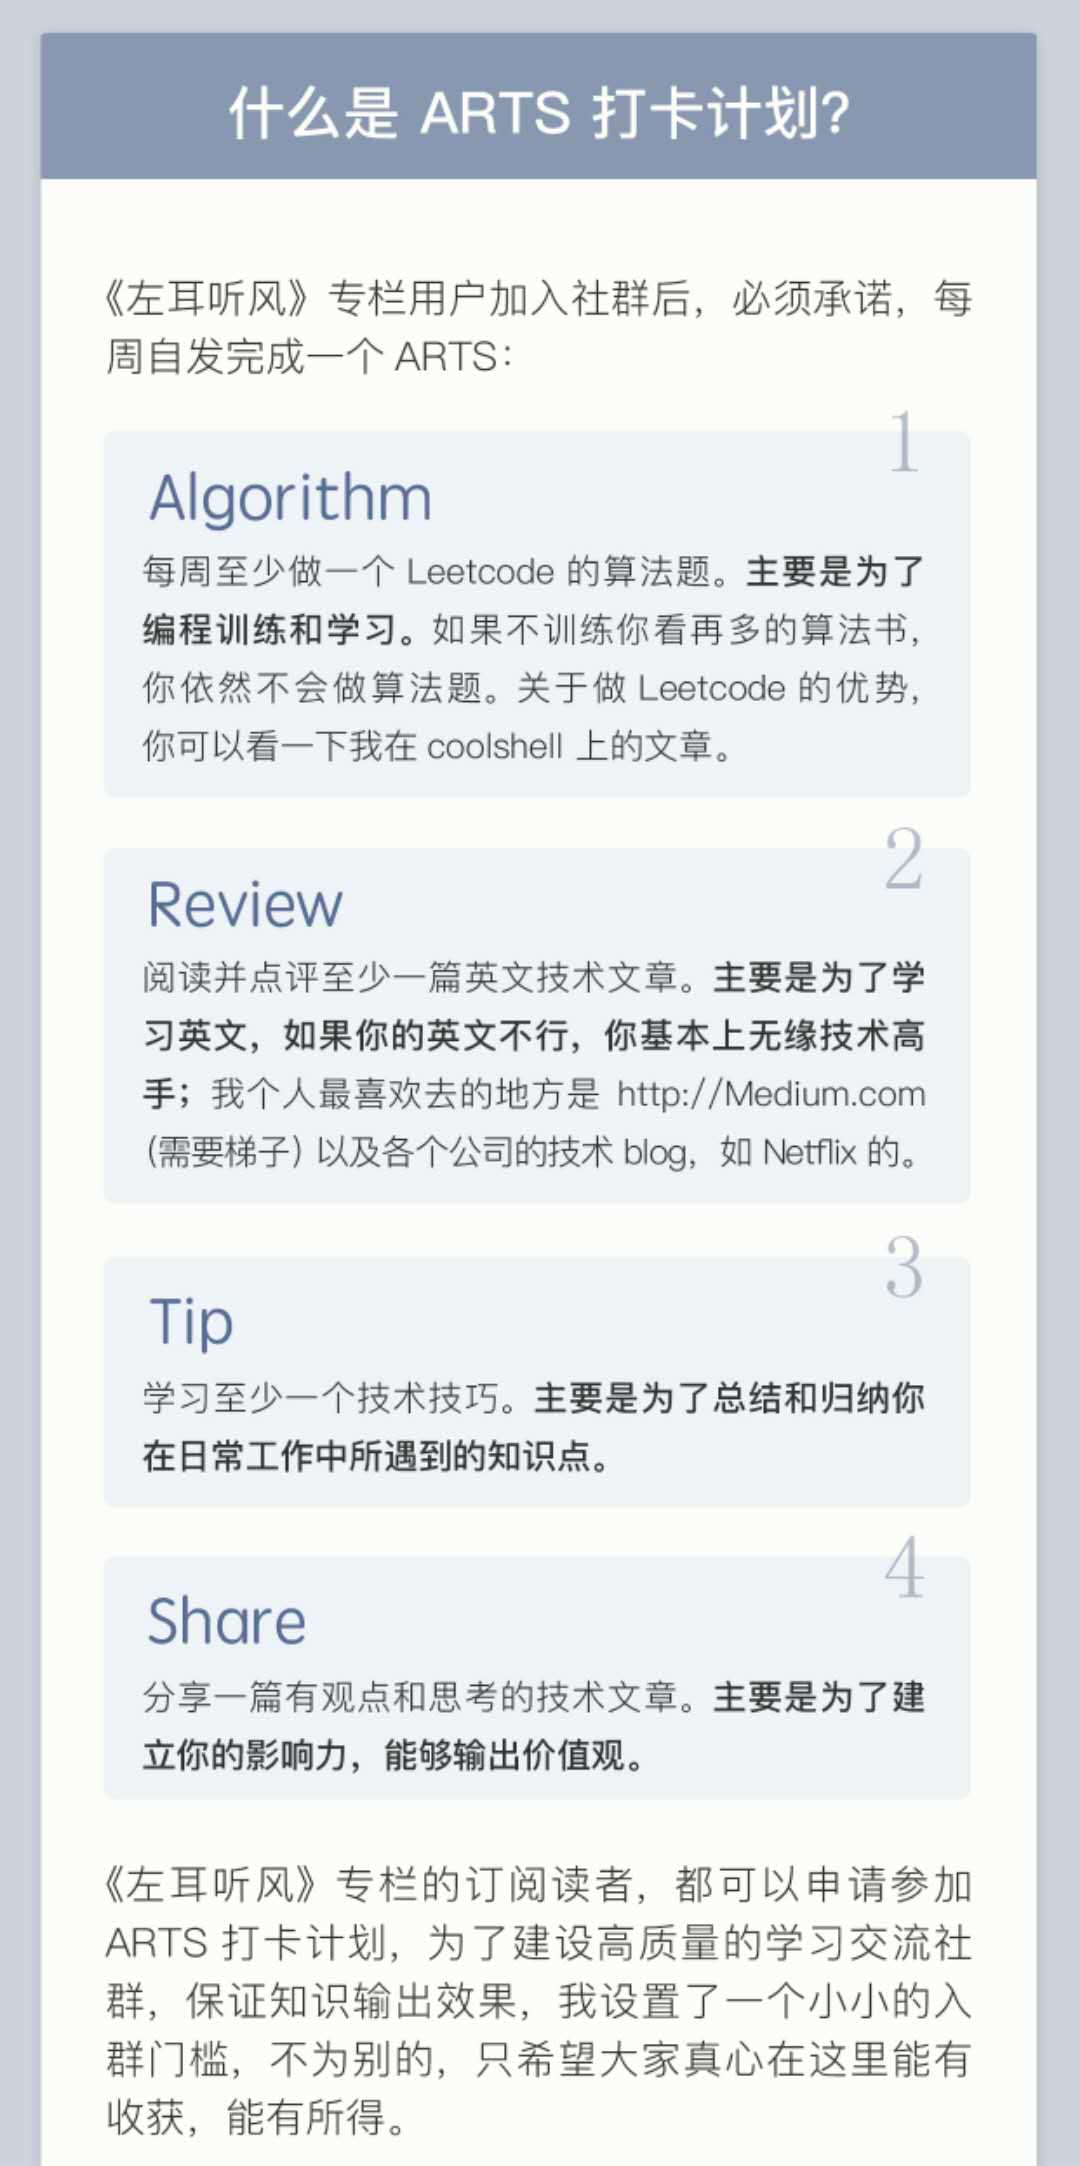 什么是 ARTS 打卡计划?
《左耳听风》专栏用户加入社群后，必须承诺，每
周自发完成一个 ARTS：
1
Algorithm
每周至少做一个 Leetcode 的算法题。主要是为了
编程训练和学习。如果不训练你看再多的算法书，
你依然不会做算法题。关于做 Leetcode 的优势，
你可以看一下我在 coolshell 上的文章。
2
Review
阅读并点评至少一篇英文技术文章。主要是为了学
习英文，如果你的英文不行，你基本上无缘技术高
手；我个人最喜欢去的地方是 http://Medium.com
（需要梯子）以及各个公司的技术 blog，如 Netflix 的。
3
Tip
学习至少一个技术技巧。主要是为了总结和归纳你
在日常工作中所遇到的知识点。
4
Share
分享一篇有观点和思考的技术文章。主要是为了建
立你的影响力，能够输出价值观。
《左耳听风》专栏的订阅读者，都可以申请参加
ARTS 打卡计划，为了建设高质量的学习交流社
群，保证知识输出效果，我设置了一个小小的入
群门槛，不为别的，只希望大家真心在这里能有
收获，能有所得。